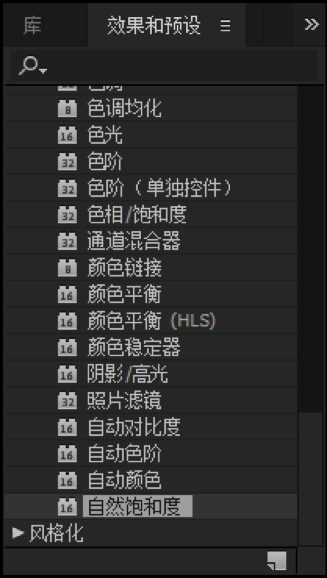 库 效果和预设
8 色调均化
16 色光
32 色阶
32 色阶（单独控件）
32 色相/饱和度
32 通道混合器
8 颜色链接
16 颜色平衡
16 颜色平衡 (HLS)
16 颜色稳定器
16 阴影/高光
32 照片滤镜
16 自动对比度
16 自动色阶
16 自动颜色
16 自然饱和度
风格化